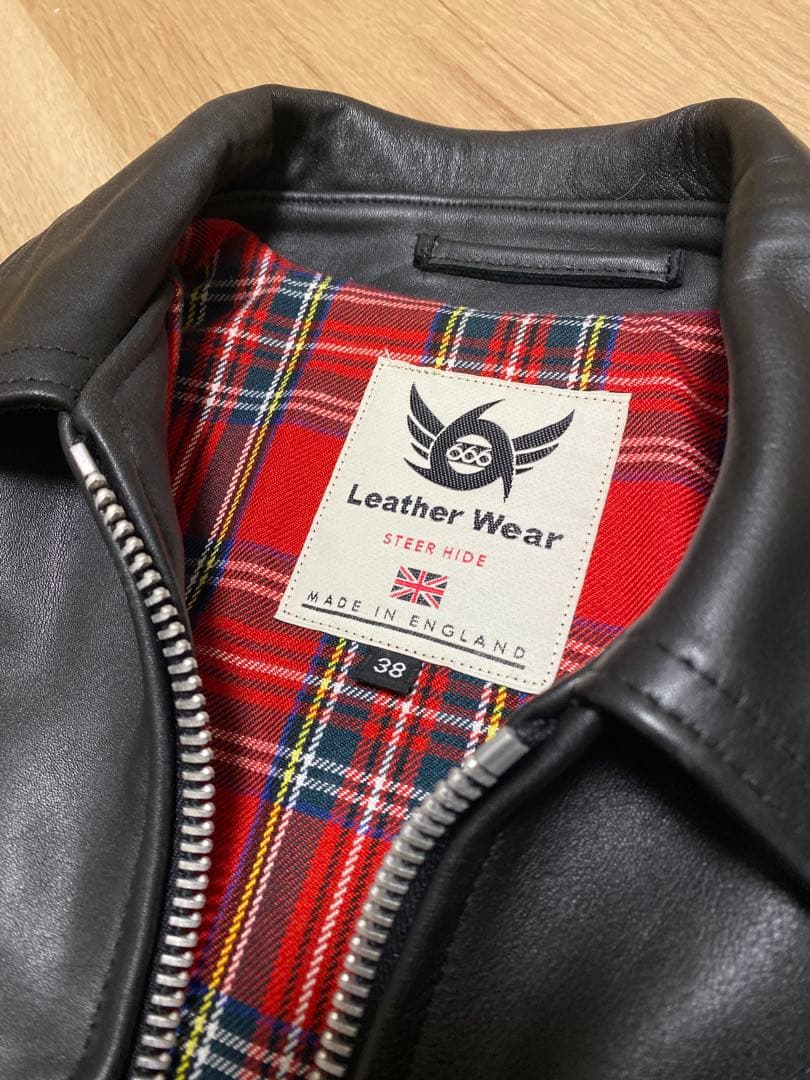 666
Leather Wear
STEER HIDE
MADE IN ENGLAND
38